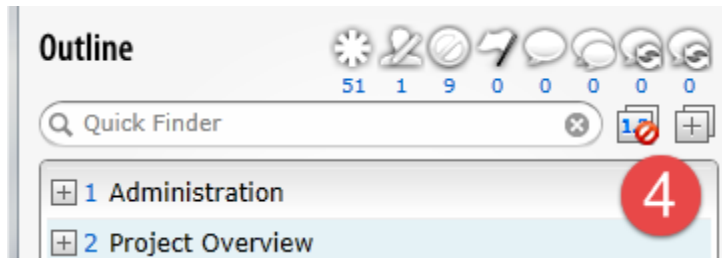 Outline
51 1 9 0 0 0 0 0
Quick Finder
1 Administration
4
2 Project Overview